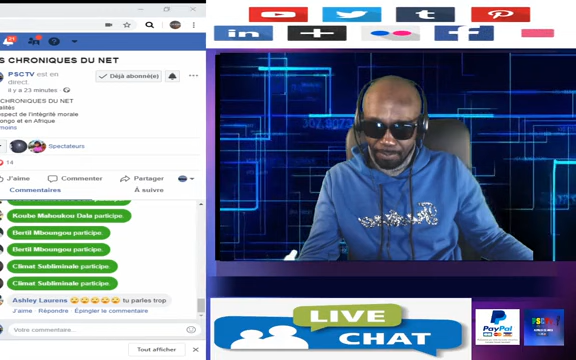 S CHRONIQUES DU NET
PSCTV est en
direct.
il y a 23 minutes
Déjà abonné(e)
CHRONIQUES DU NET
alités
spect de l'intégrité morale
ongo et en Afrique
moins
Spectateurs
14
J'aime
Commenter
Partager
Commentaires
À suivre
Koube Mahoukou Dala participe.
Bertil Mboungou participe.
Bertil Mboungou participe.
Climat Subliminale participe.
Climat Subliminale participe.
Ashley Laurens tu parles trop
J'aime · Répondre · Épingler le commentaire
Votre commentaire...
Tout afficher
in
f
LIVE
CHAT
PayPal